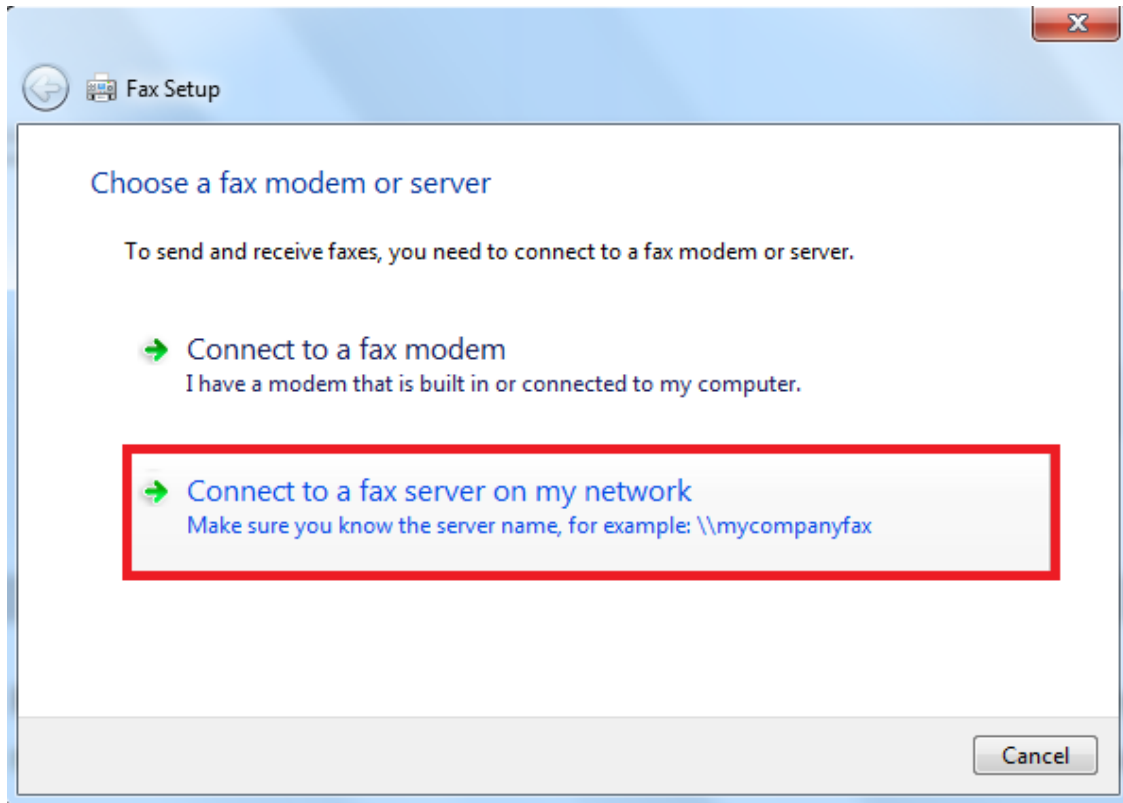 Fax Setup
Choose a fax modem or server
To send and receive faxes, you need to connect to a fax modem or server.
Connect to a fax modem
I have a modem that is built in or connected to my computer.
Connect to a fax server on my network
Make sure you know the server name, for example: \\mycompanyfax
Cancel